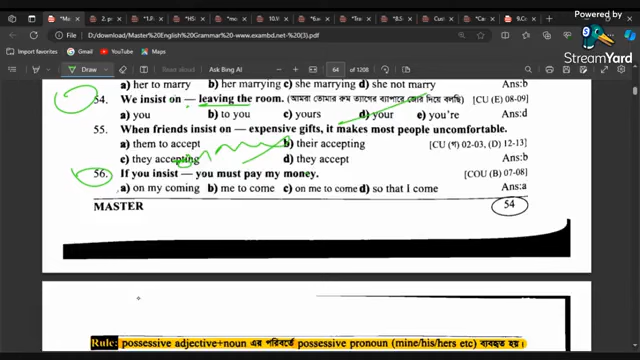 Powered by
StreamYard
Master%20English%20Grammar-www-exambd.net-%20(3).pdf
Import favorites Gmail YouTube Maps
Draw Ask Bing AI 64 of 1208
a) her to marry b) her marrying c) she marrying d) she not marry Ans:b
54. We insist on — leaving the room. (আমরা তোমার রুম ত্যাগের ব্যাপারে জোর দিয়ে বলছি) [CU (E) 08-09]
a) you b) to you c) yours d) your e) you're Ans:d
55. When friends insist on – expensive gifts, it makes most people uncomfortable.
a) them to accept b) their accepting [CU (গ) 02-03, D) 12-13]
c) they accepting d) they accept Ans:b
56. If you insist – you must pay my money. [COU (B) 07-08]
a) on my coming b) me to come c) on me to come d) so that I come Ans:a
MASTER 54
Rule: possessive adjective+noun এর পরিবর্তে possessive pronoun (mine/his/hers etc) ব্যবহৃত হয়।